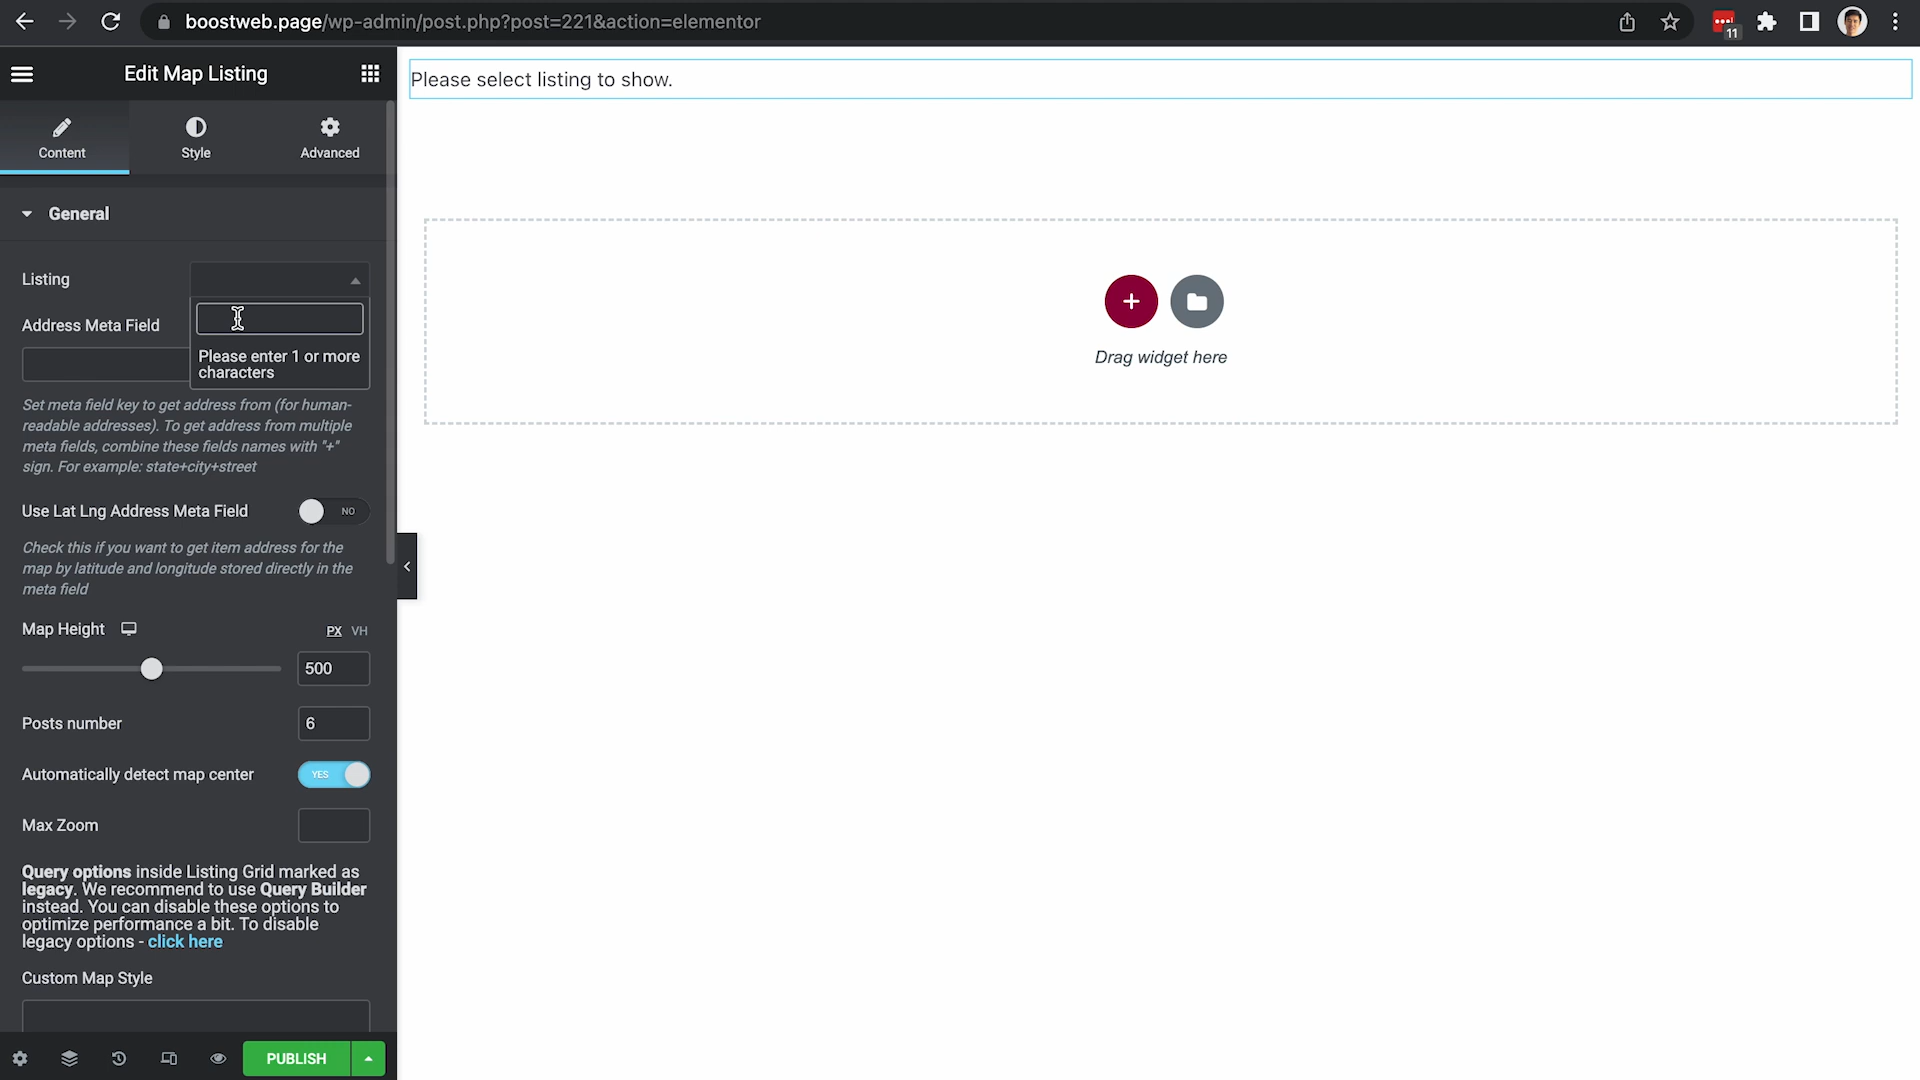 boostweb.page/wp-admin/post.php?post=221&action=elementor
11
Edit Map Listing
Content
Style
Advanced
General
Listing
Please enter 1 or more
characters
Address Meta Field
Set meta field key to get address from (for human-
readable addresses). To get address from multiple
meta fields, combine these fields names with "+"
sign. For example: state+city+street
Use Lat Lng Address Meta Field
NO
Check this if you want to get item address for the
map by latitude and longitude stored directly in the
meta field
Map Height
PX VH
500
Posts number
6
Automatically detect map center
YES
Max Zoom
Query options inside Listing Grid marked as
legacy. We recommend to use Query Builder
instead. You can disable these options to
optimize performance a bit. To disable
legacy options - click here
Custom Map Style
PUBLISH
Please select listing to show.
Drag widget here